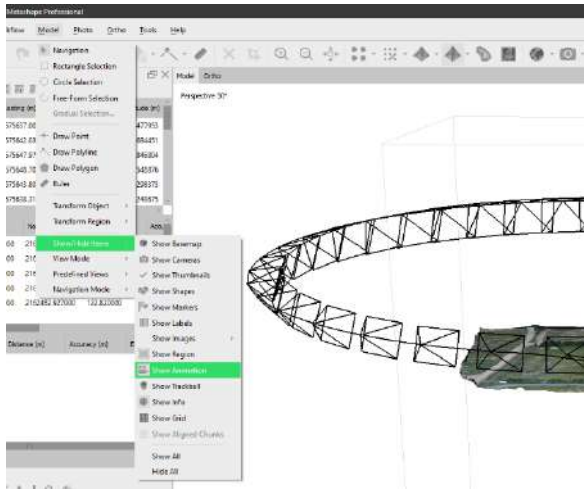 Metashape Professional
Model Photo Ortho Tools Help
Navigation
Rectangle Selection
Circle Selection
Free-Form Selection
Gradual Selection...
Draw Point
Draw Polyline
Draw Polygon
Ruler
Transform Object
Transform Region
Show/Hide Items
View Mode
Predefined Views
Navigation Mode
Model Ortho
Perspective 30°
Distance (m) Accuracy (m)
Show Basemap
Show Cameras
Show Thumbnails
Show Shapes
Show Markers
Show Labels
Show Images
Show Region
Show Animation
Show Trackball
Show Info
Show Grid
Show Aligned Chunks
Show All
Hide All